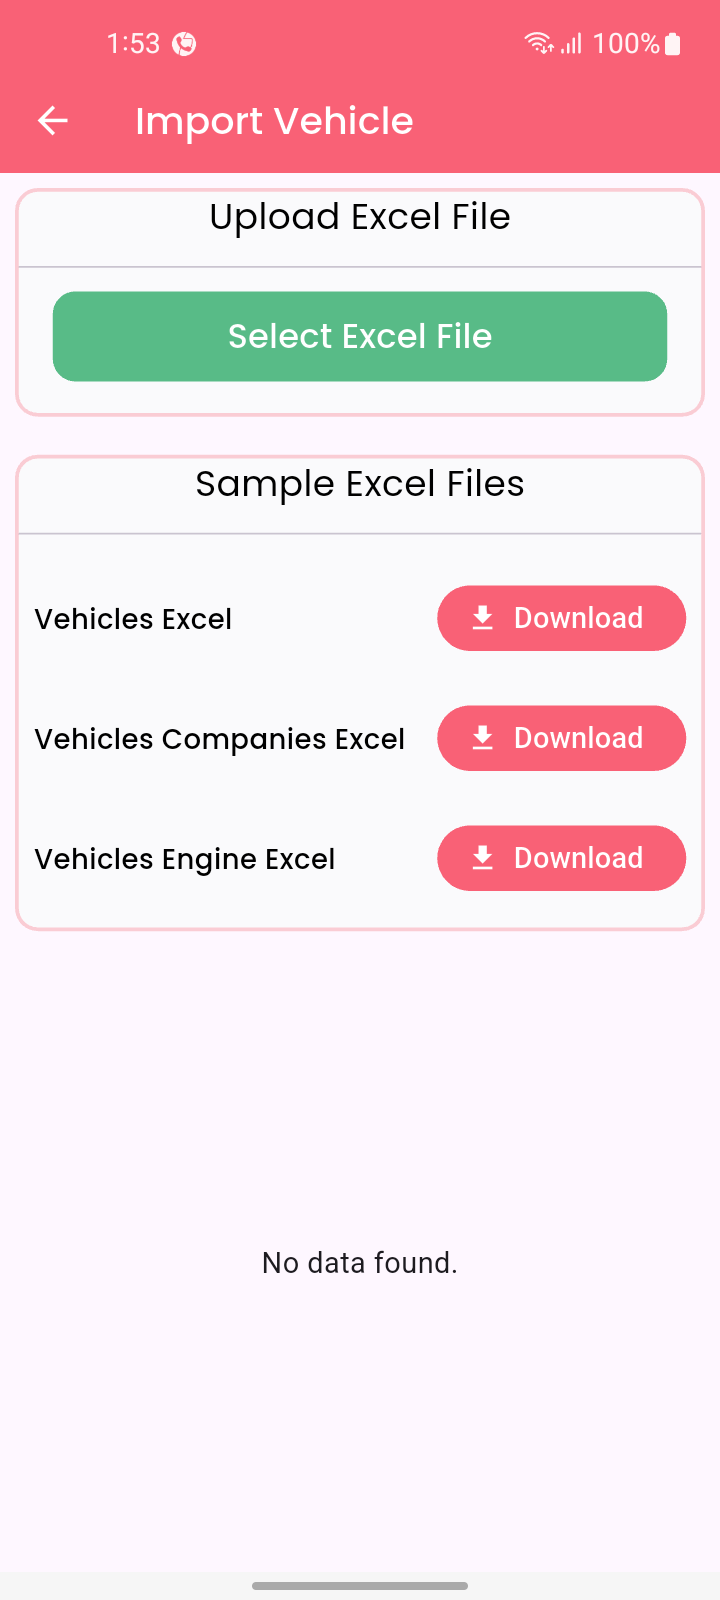 1:53
100%
Import Vehicle
Upload Excel File
Select Excel File
Sample Excel Files
Vehicles Excel
Download
Vehicles Companies Excel
Download
Vehicles Engine Excel
Download
No data found.